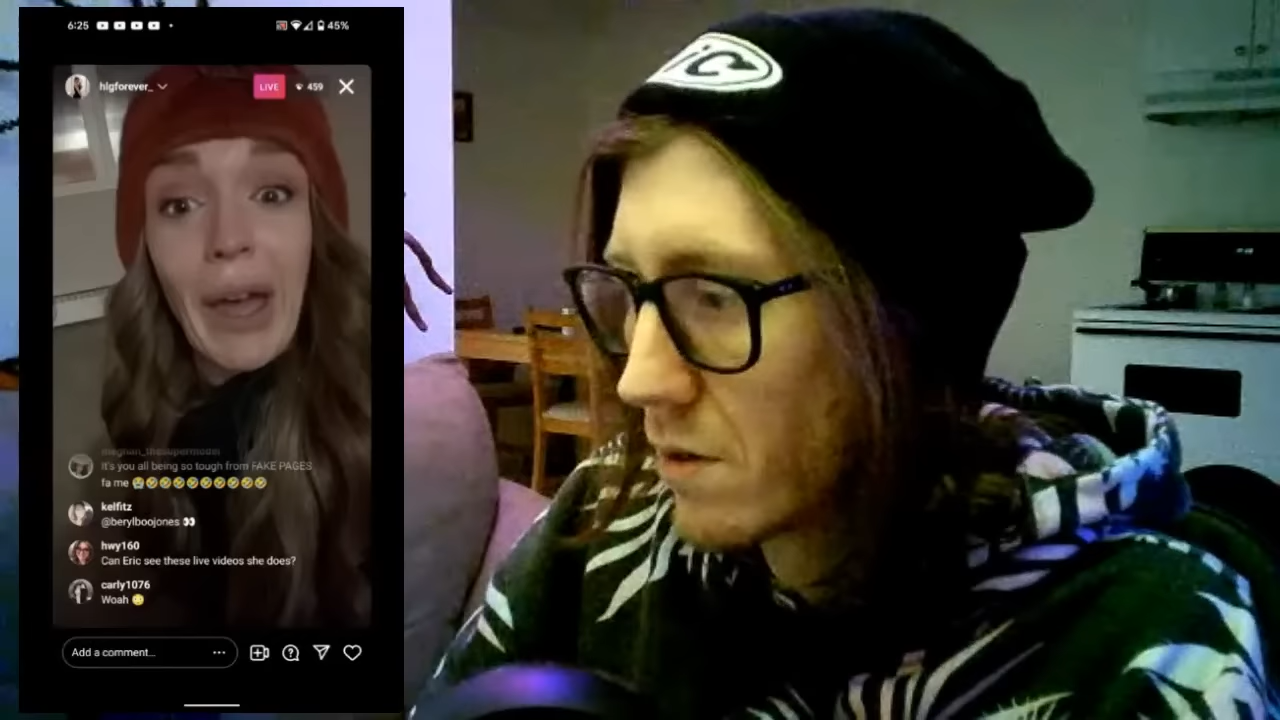 6:25
45%
hlgforever_
LIVE
459
It's you all being so tough from FAKE PAGES
fa me 😭🤣🤣🤣🤣🤣🤣🤣🤣🤣
kelfitz
@berylboojones 👀
hwy160
Can Eric see these live videos she does?
carly1076
Woah 😳
Add a comment...